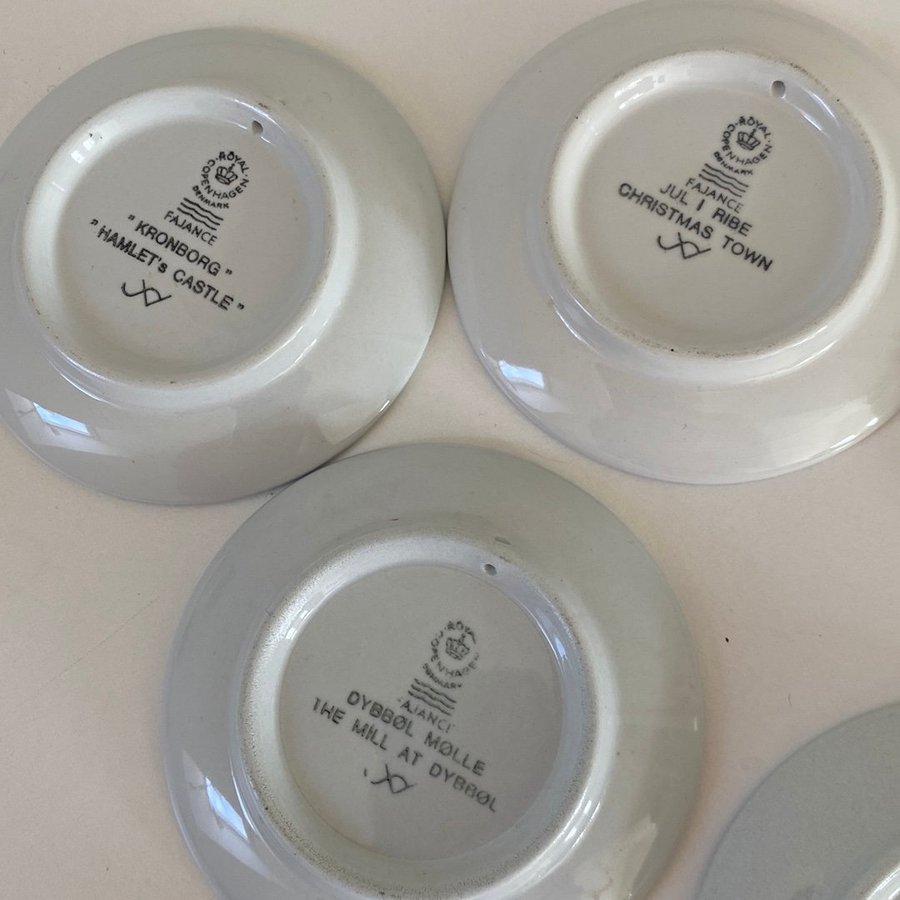 ROYAL COPENHAGEN
DENMARK
FAJANCE
" KRONBORG "
" HAMLET's CASTLE "
ROYAL COPENHAGEN
DENMARK
FAJANCE
JUL I RIBE
CHRISTMAS TOWN
ROYAL COPENHAGEN
DENMARK
FAJANCE
DYBBØL MØLLE
THE MILL AT DYBBØL